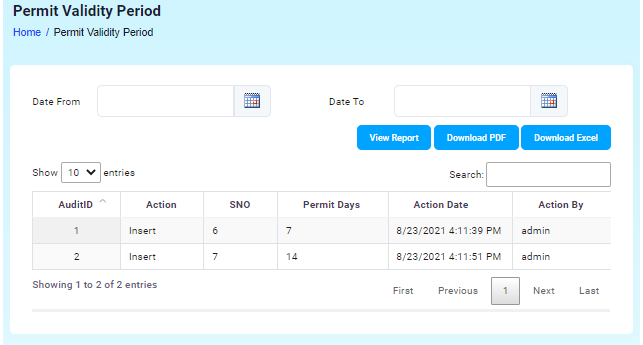 Permit Validity Period
Home / Permit Validity Period
Date From Date To
View Report Download PDF Download Excel
Show 10 entries Search:
AuditID Action SNO Permit Days Action Date Action By
1 Insert 6 7 8/23/2021 4:11:39 PM admin
2 Insert 7 14 8/23/2021 4:11:51 PM admin
Showing 1 to 2 of 2 entries First Previous 1 Next Last